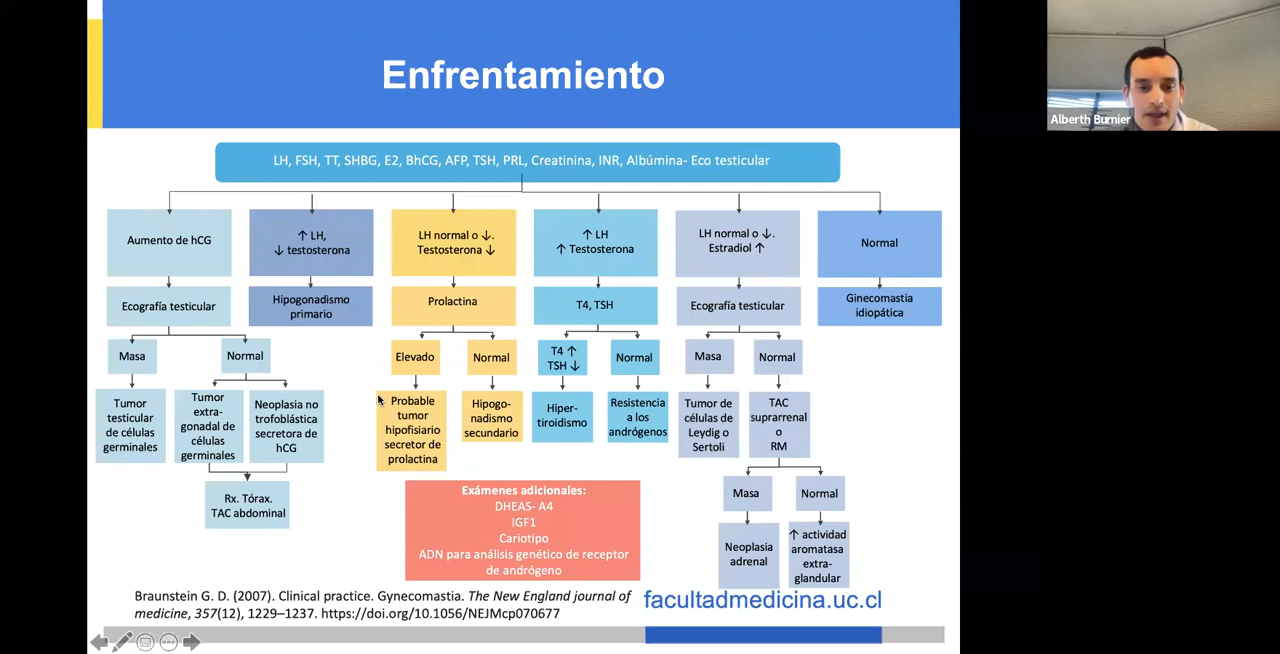 Enfrentamiento
Alberth Burnier
LH, FSH, TT, SHBG, E2, BhCG, AFP, TSH, PRL, Creatinina, INR, Albúmina- Eco testicular
Aumento de hCG
↑ LH,
↓ testosterona
LH normal o ↓.
Testosterona ↓
↑ LH
↑ Testosterona
LH normal o ↓.
Estradiol ↑
Normal
Ecografía testicular
Hipogonadismo
primario
Prolactina
T4, TSH
Ecografía testicular
Ginecomastia
idiopática
Masa
Normal
Elevado
Normal
T4 ↑
TSH ↓
Normal
Masa
Normal
Tumor
testicular
de células
germinales
Tumor
extra-
gonadal de
células
germinales
Neoplasia no
trofoblástica
secretora de
hCG
Probable
tumor
hipofisiario
secretor de
prolactina
Hipogo-
nadismo
secundario
Hiper-
tiroidismo
Resistencia
a los
andrógenos
Tumor de
células de
Leydig o
Sertoli
TAC
suprarrenal
o
RM
Rx. Tórax.
TAC abdominal
Masa
Normal
Neoplasia
adrenal
↑ actividad
aromatasa
extra-
glandular
Exámenes adicionales:
DHEAS- A4
IGF1
Cariotipo
ADN para análisis genético de receptor
de andrógeno
Braunstein G. D. (2007). Clinical practice. Gynecomastia. The New England journal of
medicine, 357(12), 1229–1237. https://doi.org/10.1056/NEJMcp070677
facultadmedicina.uc.cl